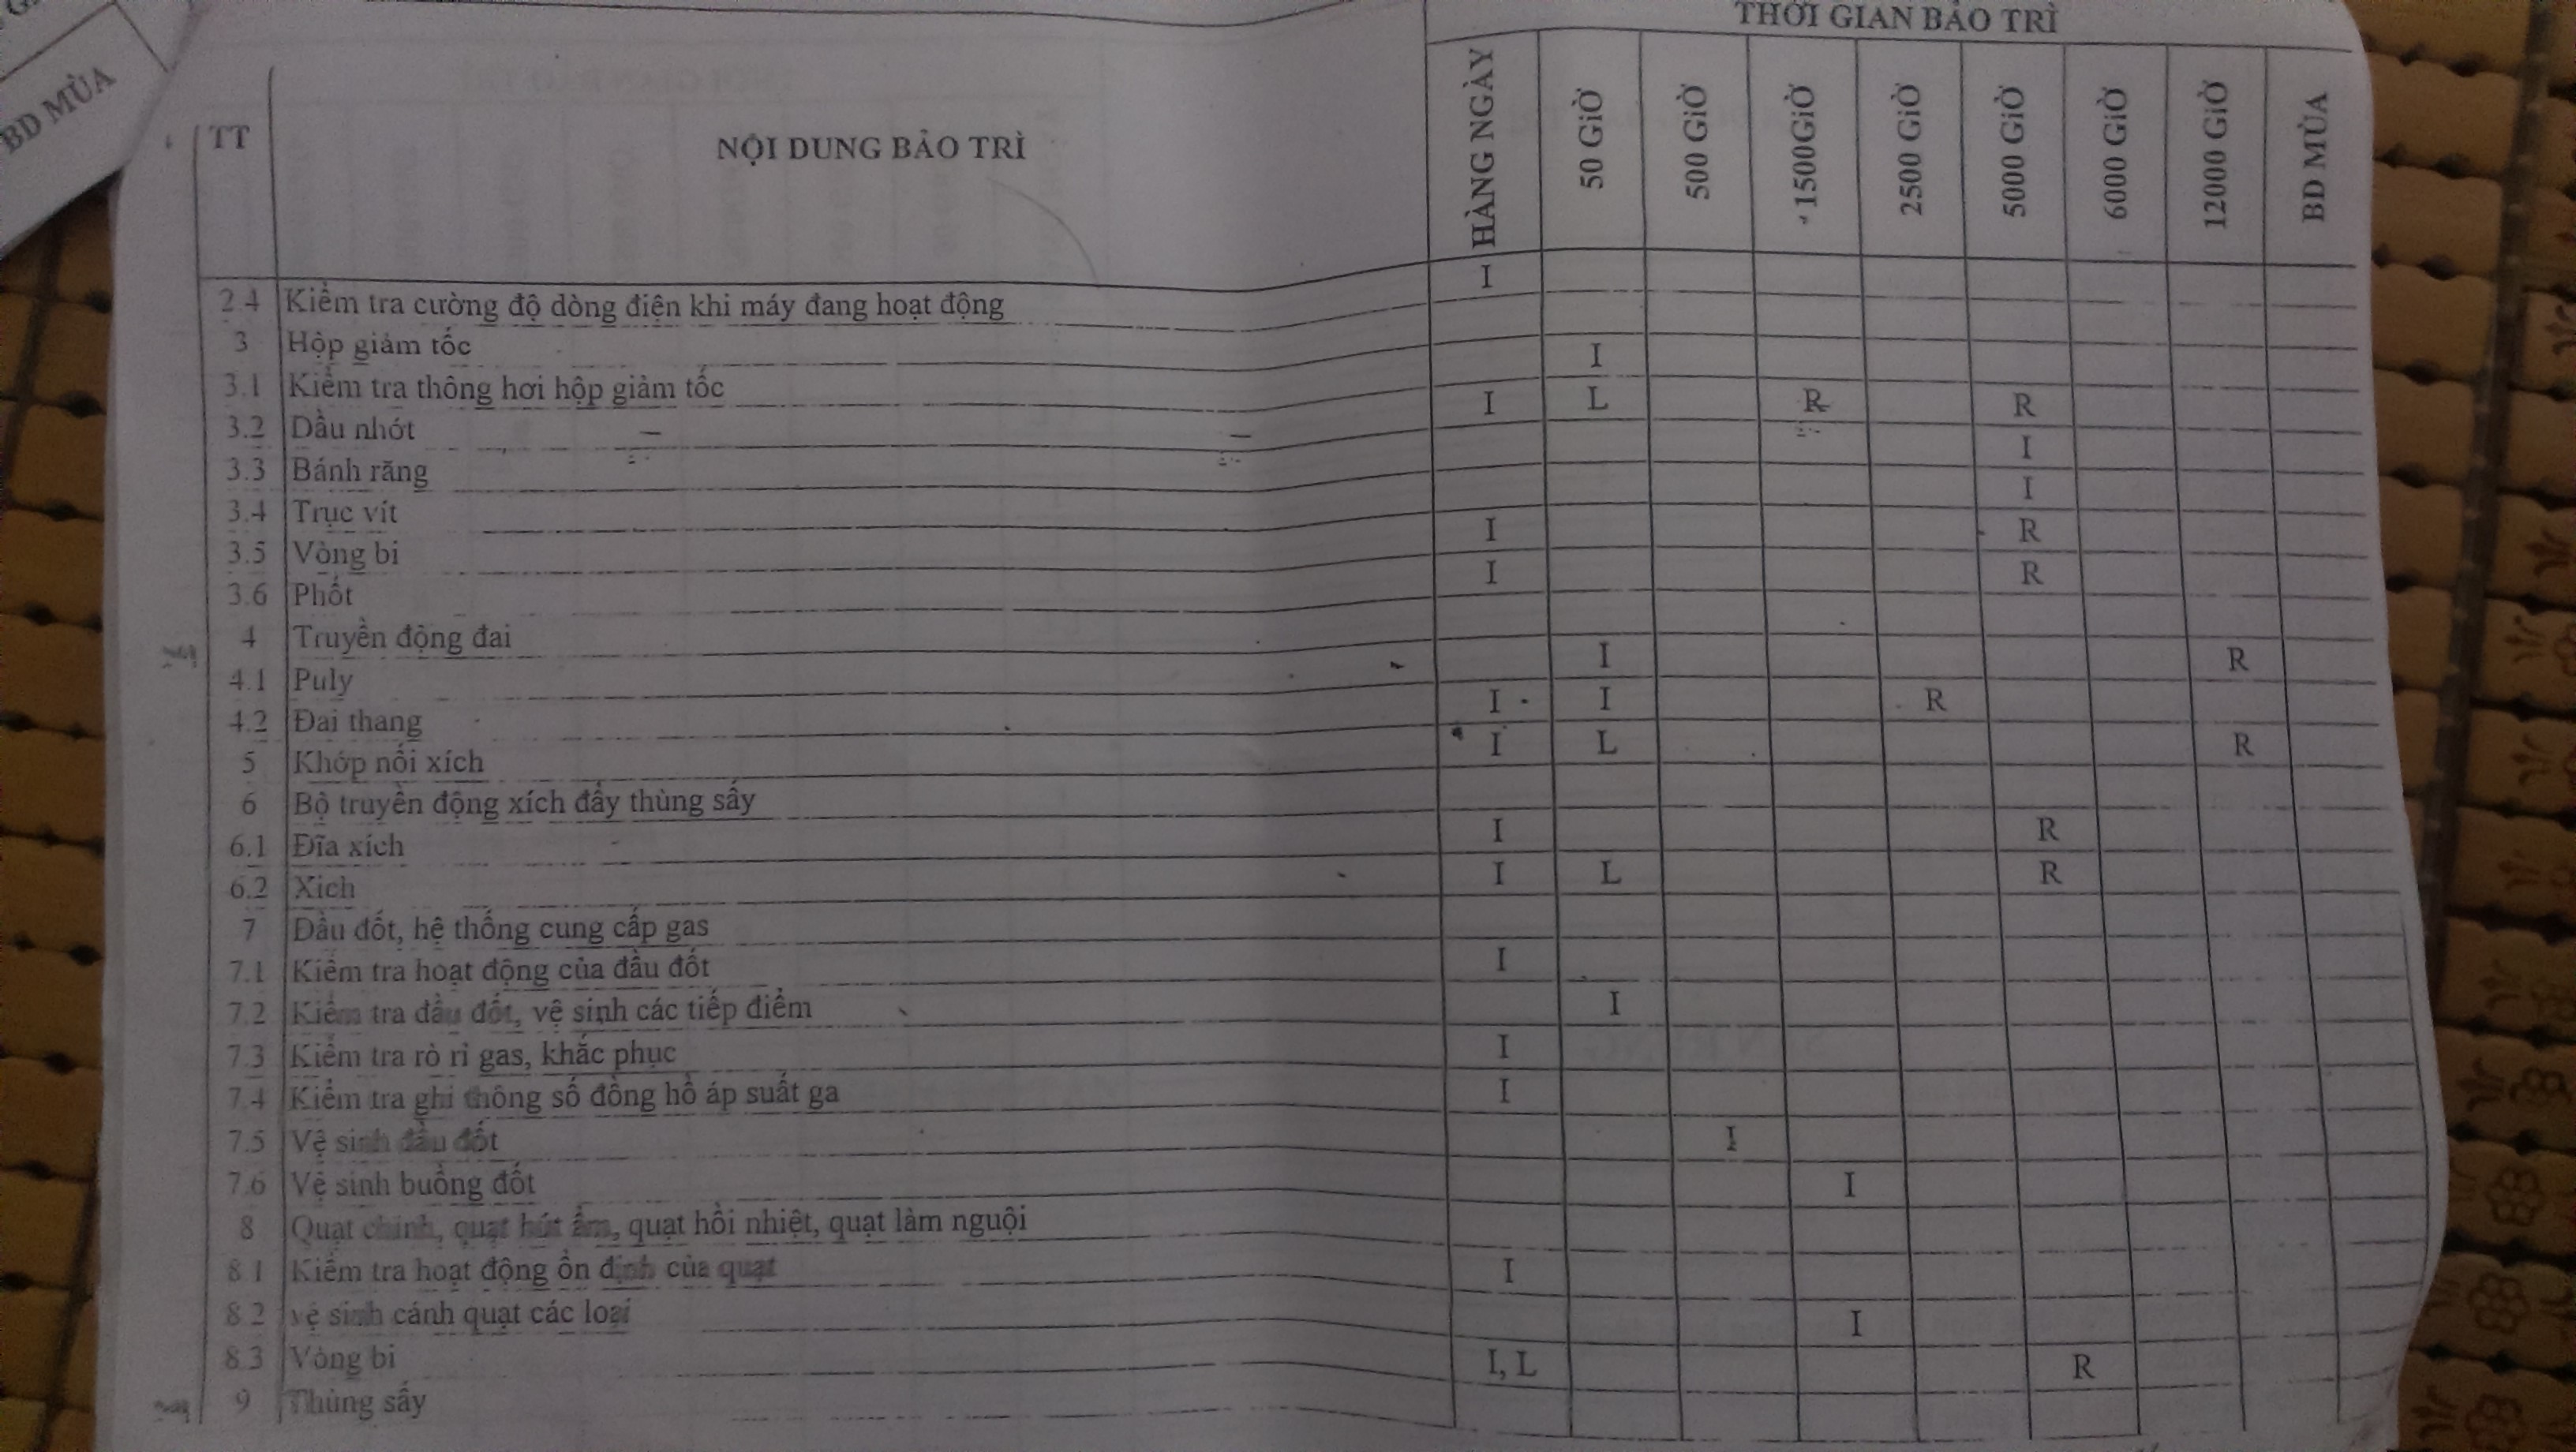 BD MÙA
THỜI GIAN BẢO TRÌ
TT NỘI DUNG BẢO TRÌ HÀNG NGÀY 50 GiỜ 500 GiỜ 1500GiỜ 2500 GiỜ 5000 GiỜ 6000 GiỜ 12000 GiỜ BD MÙA
2.4 Kiểm tra cường độ dòng điện khi máy đang hoạt động I
3 Hộp giảm tốc
3.1 Kiểm tra thông hơi hộp giảm tốc I
3.2 Dầu nhớt I L R R
3.3 Bánh răng I
3.4 Trục vít I
3.5 Vòng bi I R
3.6 Phốt I R
4 Truyền động đai
4.1 Puly I R
4.2 Đai thang I I R
5 Khớp nối xích I L R
6 Bộ truyền động xích đẩy thùng sấy
6.1 Đĩa xích I R
6.2 Xich I L R
7 Đầu đốt, hệ thống cung cấp gas
7.1 Kiểm tra hoạt động của đầu đốt I
7.2 Kiểm tra đầu đốt, vệ sinh các tiếp điểm I
7.3 Kiểm tra rò rỉ gas, khắc phục I
7.4 Kiểm tra ghi thông số đồng hồ áp suất ga I
7.5 Vệ sinh đầu đốt I
7.6 Vệ sinh buồng đốt I
8 Quạt chính, quạt hút ẩm, quạt hồi nhiệt, quạt làm nguội
8.1 Kiểm tra hoạt động ổn định của quạt I
8.2 vệ sinh cánh quạt các loại I
8.3 Vòng bi I, L R
9 Thùng sấy